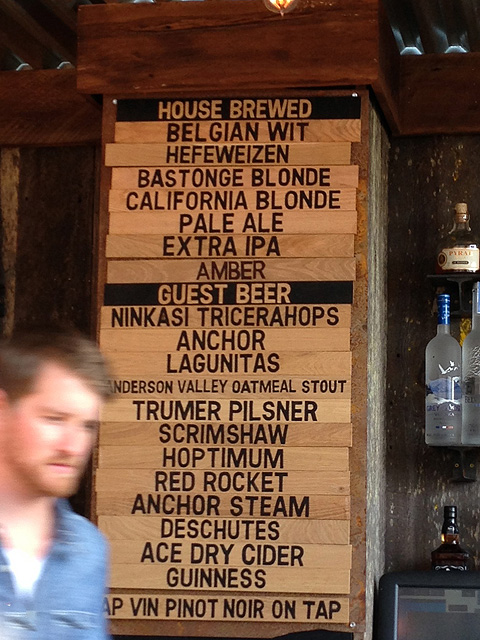 HOUSE BREWED
BELGIAN WIT
HEFEWEIZEN
BASTONGE BLONDE
CALIFORNIA BLONDE
PALE ALE
EXTRA IPA
AMBER
GUEST BEER
NINKASI TRICERAHOPS
ANCHOR
LAGUNITAS
ANDERSON VALLEY OATMEAL STOUT
TRUMER PILSNER
SCRIMSHAW
HOPTIMUM
RED ROCKET
ANCHOR STEAM
DESCHUTES
ACE DRY CIDER
GUINNESS
AP VIN PINOT NOIR ON TAP
PYRAT
GREY GOOSE